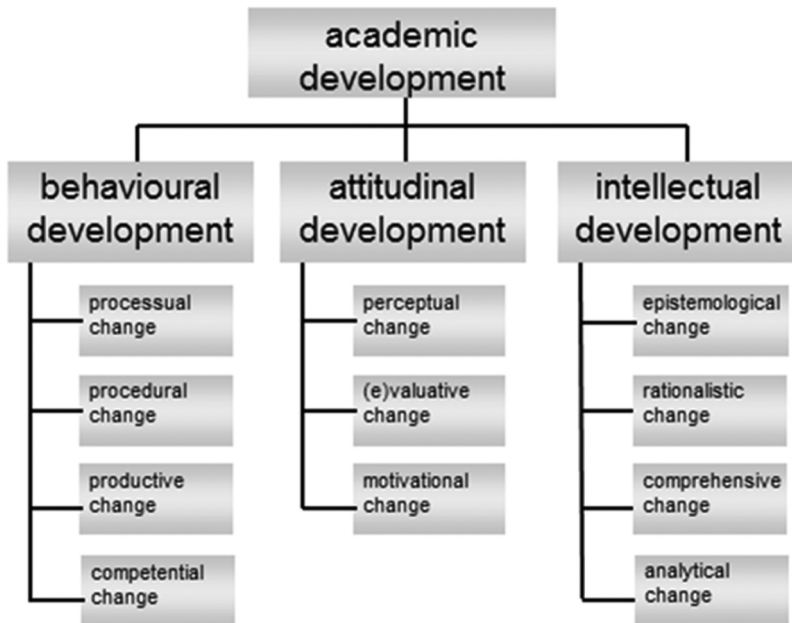 academic
development
behavioural
development
attitudinal
development
intellectual
development
processual
change
procedural
change
productive
change
competential
change
perceptual
change
(e)valuative
change
motivational
change
epistemological
change
rationalistic
change
comprehensive
change
analytical
change